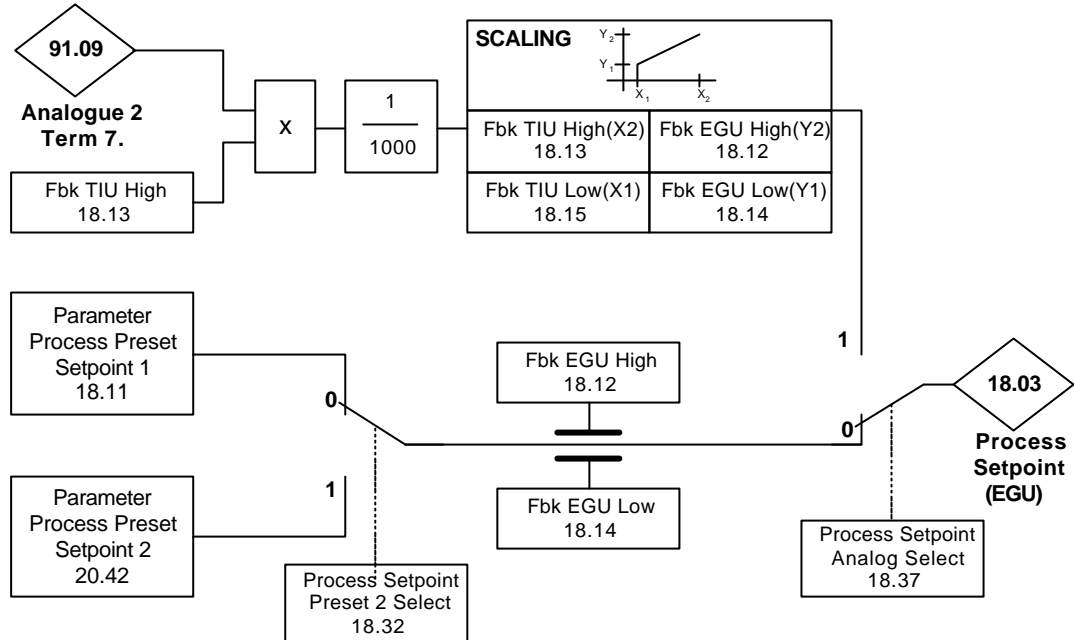 91.09
Analogue 2
Term 7.
Fbk TIU High
18.13
X
1
1000
SCALING
Y2
Y1
X1
X2
Fbk TIU High(X2)
18.13
Fbk EGU High(Y2)
18.12
Fbk TIU Low(X1)
18.15
Fbk EGU Low(Y1)
18.14
Parameter
Process Preset
Setpoint 1
18.11
0
1
Parameter
Process Preset
Setpoint 2
20.42
Process Setpoint
Preset 2 Select
18.32
Fbk EGU High
18.12
Fbk EGU Low
18.14
1
0
18.03
Process
Setpoint
(EGU)
Process Setpoint
Analog Select
18.37